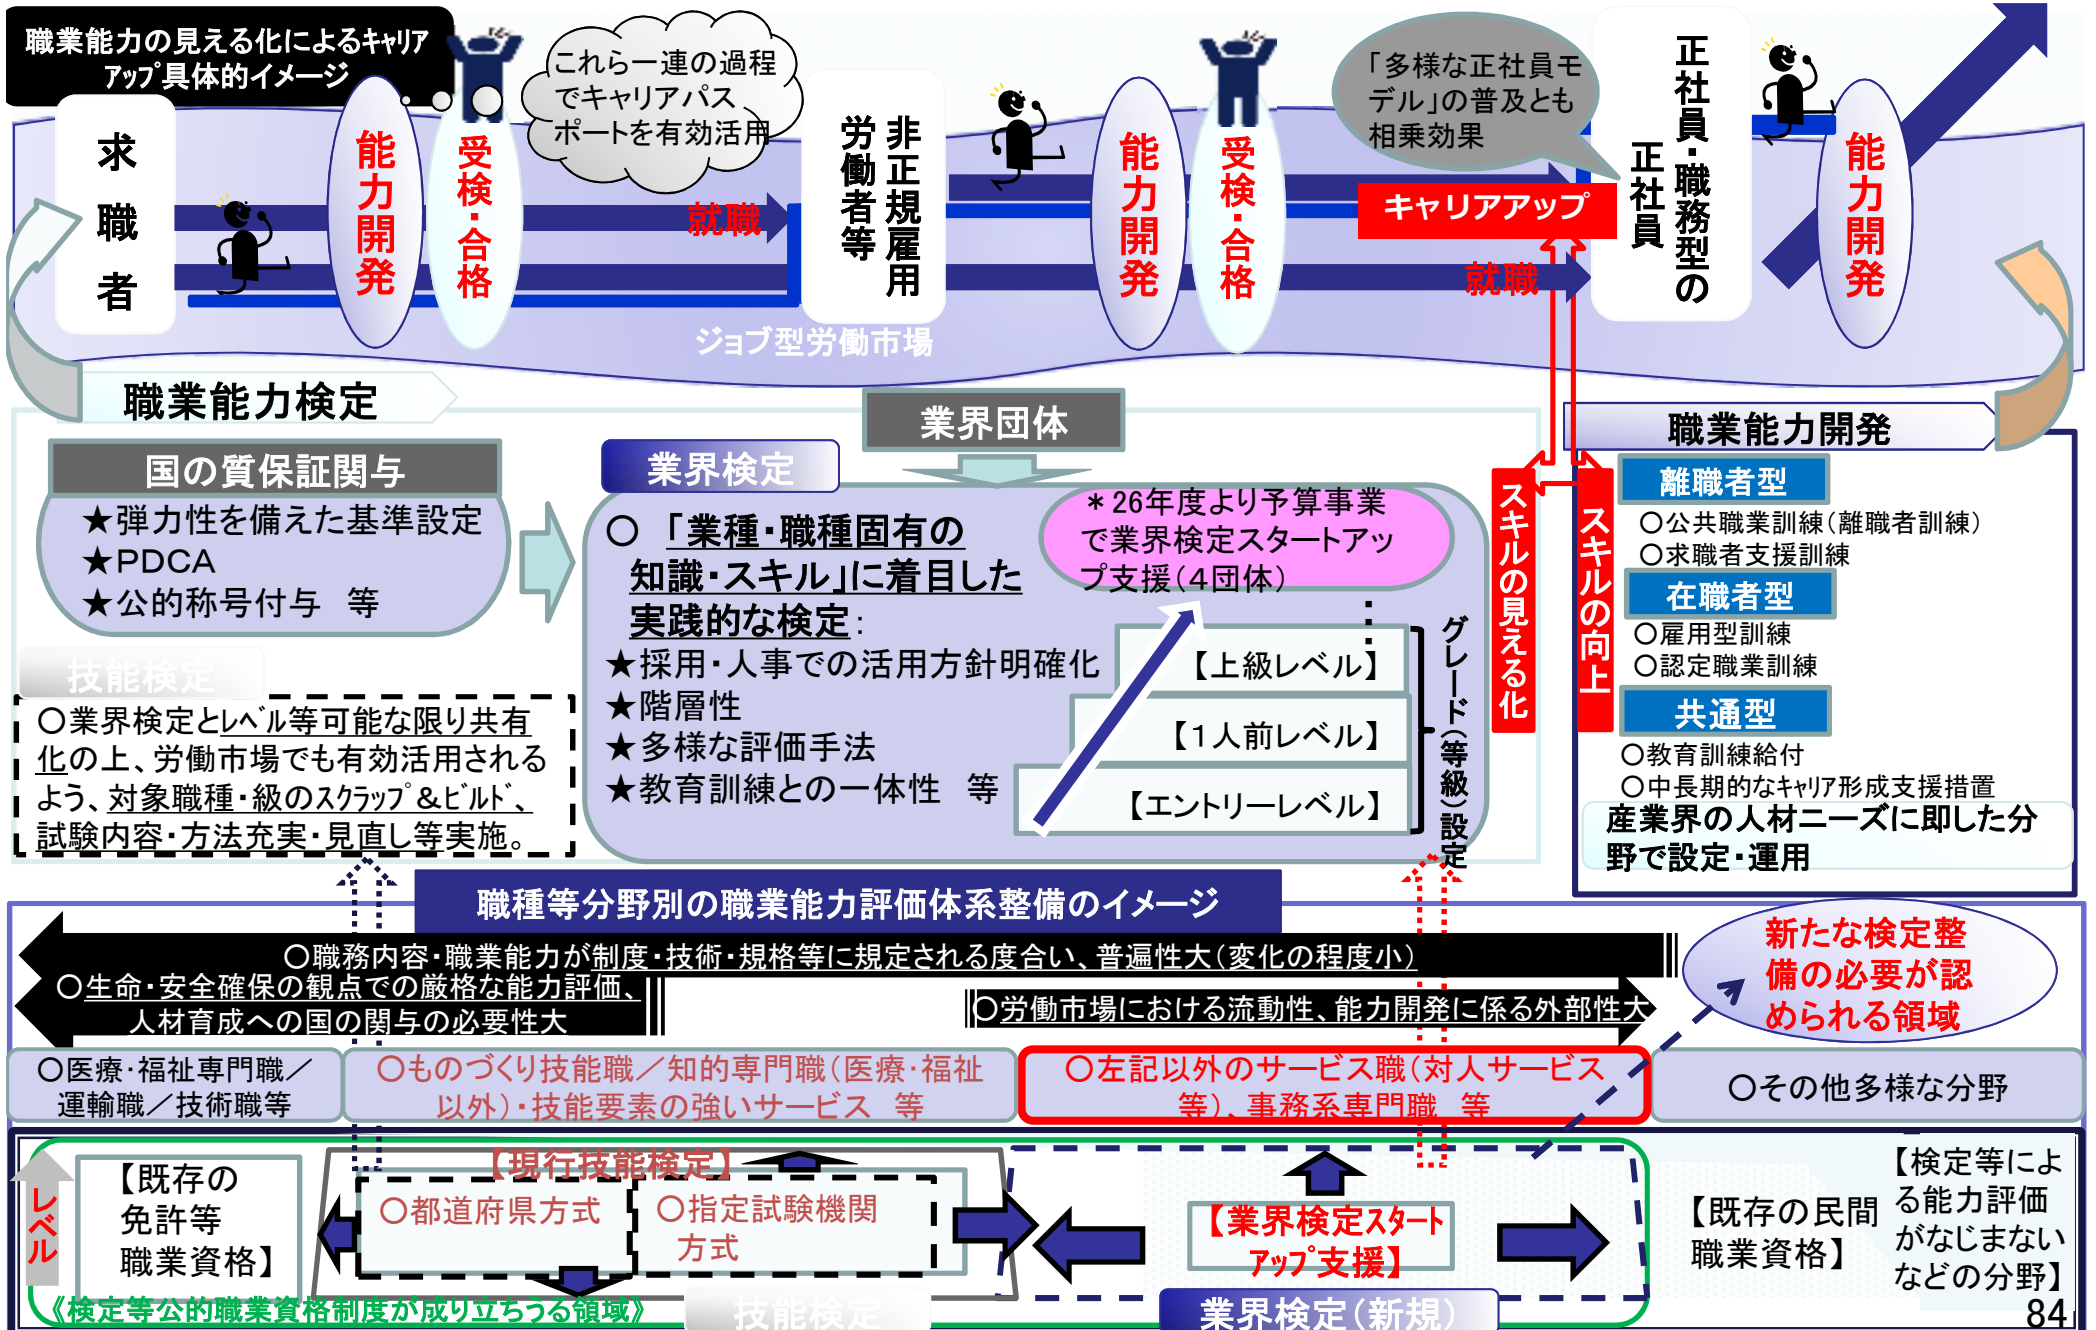 職業能力の見える化によるキャリア
アップ具体的イメージ
求職者
能力開発
受検・合格
これら一連の過程
でキャリアパス
ポートを有効活用
就職
非正規雇用
労働者等
能力開発
受検・合格
「多様な正社員モ
デル」の普及とも
相乗効果
キャリアアップ
就職
正社員・職務型の
正社員
能力開発
ジョブ型労働市場
職業能力検定
国の質保証関与
★弾力性を備えた基準設定
★PDCA
★公的称号付与　等
技能検定
○業界検定とレベル等可能な限り共有
化の上、労働市場でも有効活用される
よう、対象職種・級のスクラップ&ビルド、
試験内容・方法充実・見直し等実施。
業界団体
業界検定
○　「業種・職種固有の
知識・スキル」に着目した
実践的な検定：
★採用・人事での活用方針明確化
★階層性
★多様な評価手法
★教育訓練との一体性　等
＊26年度より予算事業
で業界検定スタートアッ
プ支援（４団体）
【上級レベル】
【１人前レベル】
【エントリーレベル】
グレード（等級）設定
スキルの見える化
スキルの向上
職業能力開発
離職者型
○公共職業訓練（離職者訓練）
○求職者支援訓練
在職者型
○雇用型訓練
○認定職業訓練
共通型
○教育訓練給付
○中長期的なキャリア形成支援措置
産業界の人材ニーズに即した分
野で設定・運用
職種等分野別の職業能力評価体系整備のイメージ
○職務内容・職業能力が制度・技術・規格等に規定される度合い、普遍性大（変化の程度小）
○生命・安全確保の観点での厳格な能力評価、
人材育成への国の関与の必要性大
○労働市場における流動性、能力開発に係る外部性大
新たな検定整
備の必要が認
められる領域
○医療・福祉専門職／
運輸職／技術職等
○ものづくり技能職／知的専門職（医療・福祉
以外）・技能要素の強いサービス　等
○左記以外のサービス職（対人サービス
等）、事務系専門職　等
○その他多様な分野
レベル
【既存の
免許等
職業資格】
【現行技能検定】
○都道府県方式
○指定試験機関
方式
【業界検定スタート
アップ支援】
【既存の民間
職業資格】
【検定等によ
る能力評価
がなじまない
などの分野】
《検定等公的職業資格制度が成り立ちうる領域》
技能検定
業界検定（新規）
84